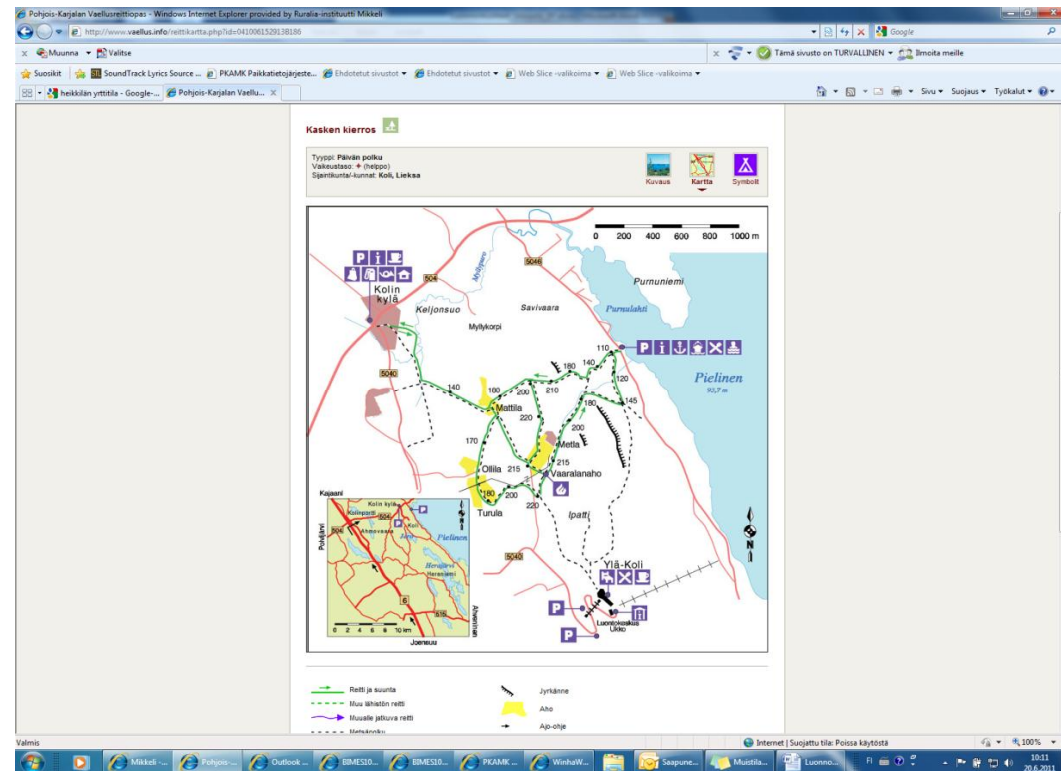 Pohjois-Karjalan Vaellusreittiopas - Windows Internet Explorer provided by Ruralia-instituutti Mikkeli
http://www.vaellus.info/reittikartta.php?id=0410061529138186
Google
x Muunna Valitse
x Tämä sivusto on TURVALLINEN Ilmoita meille
Suosikit SoundTrack Lyrics Source ... PKAMK Paikkatietojärjeste... Ehdotetut sivustot Ehdotetut sivustot Web Slice -valikoima Web Slice -valikoima
heikkilän yrttitila - Google-... Pohjois-Karjalan Vaellu... X
Sivu Suojaus Työkalut
Kasken kierros
Tyyppi: Päivän polku
Vaikeustaso: + (helppo)
Sijaintikunta/-kunnat: Koli, Lieksa
Kuvaus Kartta Symbolit
0 200 400 600 800 1000 m
5046
504
Myllypuro
Purnuniemi
P i
Kolin kylä
Keljonsuo
Savivaara
Purnulahti
Myllykorpi
110
P i
180 140
5040
120
Pielinen
93,7 m
140
160 200 210
180 145
Mattila
220
200
170
Metla
Ollila 215 215
Vaaralanaho
180 200
220
Turula
Ipatti
5040
Ylä-Koli
P
Luontokeskus Ukko
P
N
Kajaani
Kolin kylä P
Kolinportti 504
506 Ahmovaara
P Koli
Jero
Pielinen
Polvijärvi
Herajärvi
Heraniemi
6
515
Ahveninen
0 2 4 6 8 10 km
Joensuu
Reitti ja suunta
Muu lähistön reitti
Muualle jatkuva reitti
Metsäpolku
Jyrkänne
Aho
Ajo-ohje
Valmis
Internet | Suojattu tila: Poissa käytöstä
100%
Mikkeli -... Pohjois-... Outlook ... BIMES10... BIMES10... PKAMK ... WinhaW... Saapune... Muistila... Luonno...
FI
10:11
20.6.2011